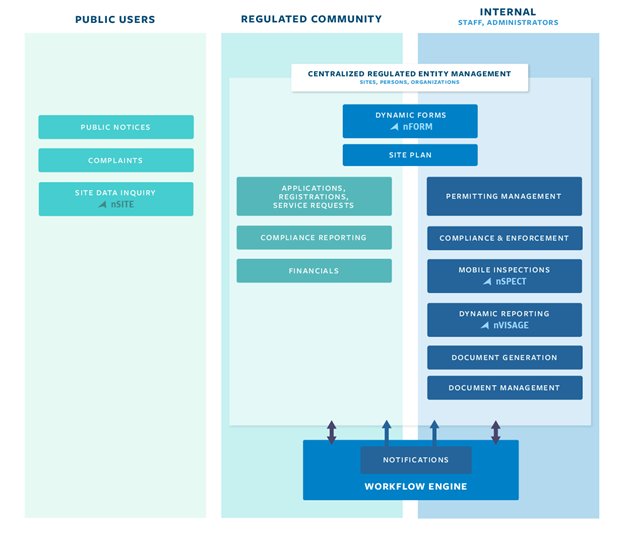 PUBLIC USERS
REGULATED COMMUNITY
INTERNAL
STAFF, ADMINISTRATORS
CENTRALIZED REGULATED ENTITY MANAGEMENT
SITES, PERSONS, ORGANIZATIONS
DYNAMIC FORMS
nFORM
SITE PLAN
PUBLIC NOTICES
COMPLAINTS
SITE DATA INQUIRY
nSITE
APPLICATIONS,
REGISTRATIONS,
SERVICE REQUESTS
COMPLIANCE REPORTING
FINANCIALS
PERMITTING MANAGEMENT
COMPLIANCE & ENFORCEMENT
MOBILE INSPECTIONS
nSPECT
DYNAMIC REPORTING
nVISAGE
DOCUMENT GENERATION
DOCUMENT MANAGEMENT
NOTIFICATIONS
WORKFLOW ENGINE